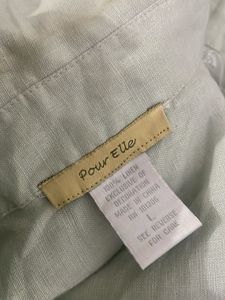 Pour Elle
100% LINEN
EXCLUSIVE OF
DECORATION
MADE IN CHINA
L
SEE REVERSE
FOR CARE